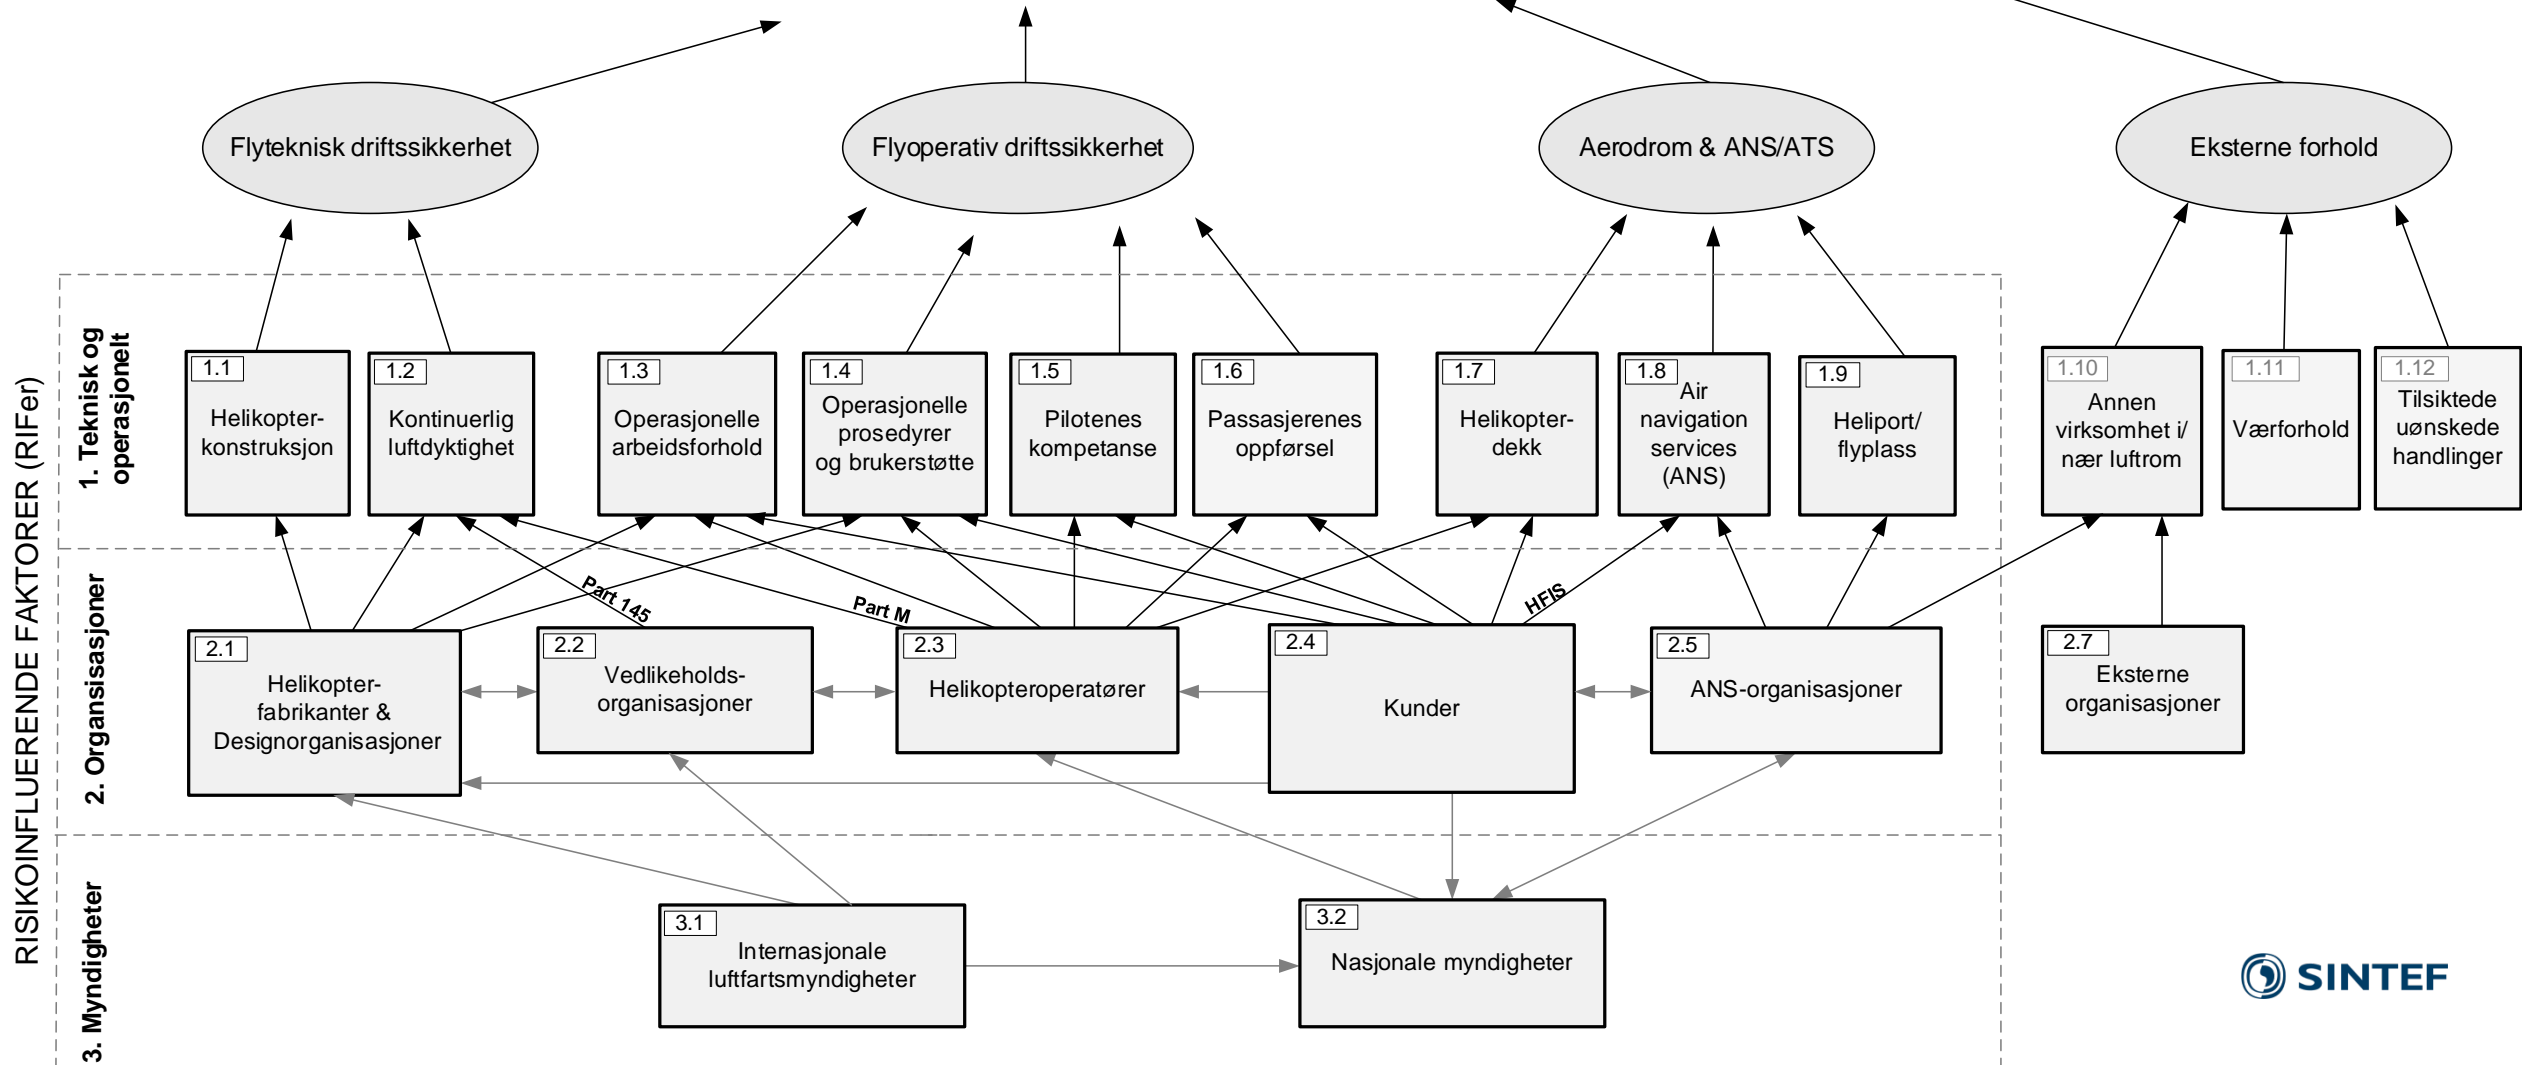 Flyteknisk driftssikkerhet
Flyoperativ driftssikkerhet
Aerodrom & ANS/ATS
Eksterne forhold
RISIKOINFLUERENDE FAKTORER (RIFer)
1. Teknisk og
operasjonelt
1.1
Helikopter-
konstruksjon
1.2
Kontinuerlig
luftdyktighet
1.3
Operasjonelle
arbeidsforhold
1.4
Operasjonelle
prosedyrer
og brukerstøtte
1.5
Pilotenes
kompetanse
1.6
Passasjerenes
oppførsel
1.7
Helikopter-
dekk
1.8
Air
navigation
services
(ANS)
1.9
Heliport/
flyplass
1.10
Annen
virksomhet i/
nær luftrom
1.11
Værforhold
1.12
Tilsiktede
uønskede
handlinger
Part 145
Part M
HFIS
2. Organsisasjoner
2.1
Helikopter-
fabrikanter &
Designorganisasjoner
2.2
Vedlikeholds-
organisasjoner
2.3
Helikopteroperatører
2.4
Kunder
2.5
ANS-organisasjoner
2.7
Eksterne
organisasjoner
3. Myndigheter
3.1
Internasjonale
luftfartsmyndigheter
3.2
Nasjonale myndigheter
SINTEF